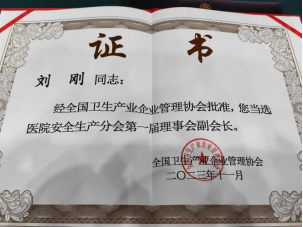 证书
刘 刚 同志：
经全国卫生产业企业管理协会批准，您当选
医院安全生产分会第一届理事会副会长。
全国卫生产业企业管理协会
二〇二三年十一月